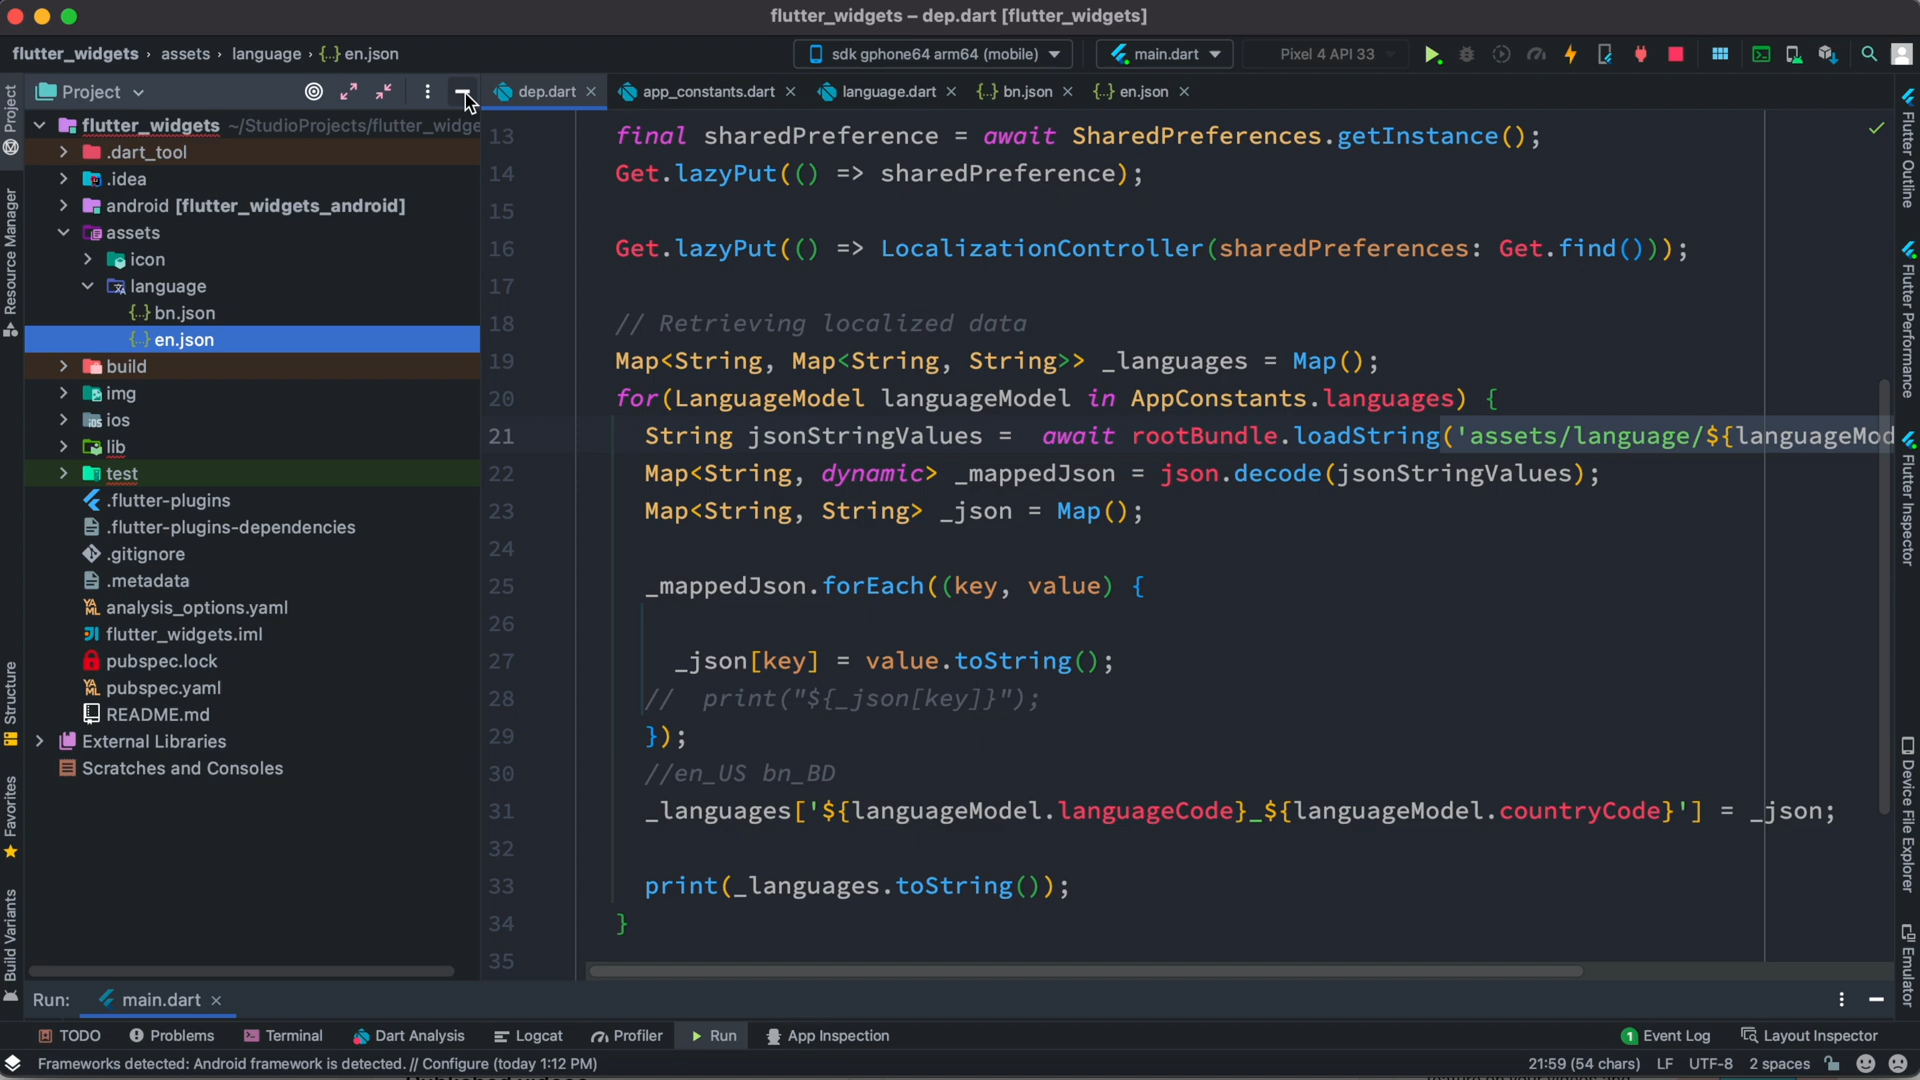 flutter_widgets – dep.dart [flutter_widgets]
flutter_widgets › assets › language › {..} en.json
sdk gphone64 arm64 (mobile)
main.dart
Pixel 4 API 33
Project
dep.dart
app_constants.dart
language.dart
{..} bn.json
{..} en.json
Project
Resource Manager
Structure
Favorites
Build Variants
flutter_widgets ~/StudioProjects/flutter_widge
.dart_tool
.idea
android [flutter_widgets_android]
assets
icon
language
{..} bn.json
{..} en.json
build
img
ios
lib
test
.flutter-plugins
.flutter-plugins-dependencies
.gitignore
.metadata
analysis_options.yaml
flutter_widgets.iml
pubspec.lock
pubspec.yaml
README.md
External Libraries
Scratches and Consoles
13 final sharedPreference = await SharedPreferences.getInstance();
14 Get.lazyPut(() => sharedPreference);
15
16 Get.lazyPut(() => LocalizationController(sharedPreferences: Get.find()));
17
18 // Retrieving localized data
19 Map<String, Map<String, String>> _languages = Map();
20 for(LanguageModel languageModel in AppConstants.languages) {
21 String jsonStringValues =  await rootBundle.loadString('assets/language/${languageMod
22 Map<String, dynamic> _mappedJson = json.decode(jsonStringValues);
23 Map<String, String> _json = Map();
24
25 _mappedJson.forEach((key, value) {
26
27 _json[key] = value.toString();
28 //  print("${_json[key]}");
29 });
30 //en_US bn_BD
31 _languages['${languageModel.languageCode}_${languageModel.countryCode}'] = _json;
32
33 print(_languages.toString());
34 }
35
Flutter Outline
Flutter Performance
Flutter Inspector
Device File Explorer
Emulator
Run: main.dart
TODO
Problems
Terminal
Dart Analysis
Logcat
Profiler
Run
App Inspection
1 Event Log
Layout Inspector
Frameworks detected: Android framework is detected. // Configure (today 1:12 PM)
21:59 (54 chars) LF UTF-8 2 spaces